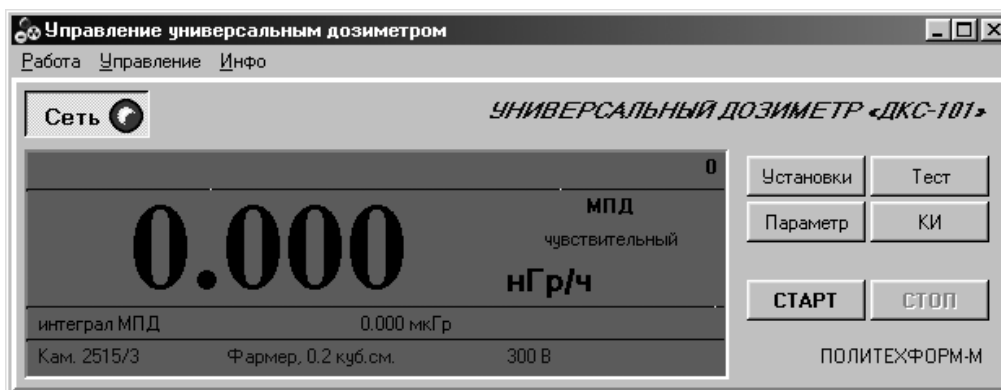 Управление универсальным дозиметром
Работа Управление Инфо
Сеть УНИВЕРСАЛЬНЫЙ ДОЗИМЕТР «ДКС-101»
0
Установки Тест
МПД
0.000
чувствительный
Параметр КИ
нГр/ч
СТАРТ СТОП
интеграл МПД 0.000 мкГр
Кам. 2515/3 Фармер, 0.2 куб.см. 300 В
ПОЛИТЕХФОРМ-М